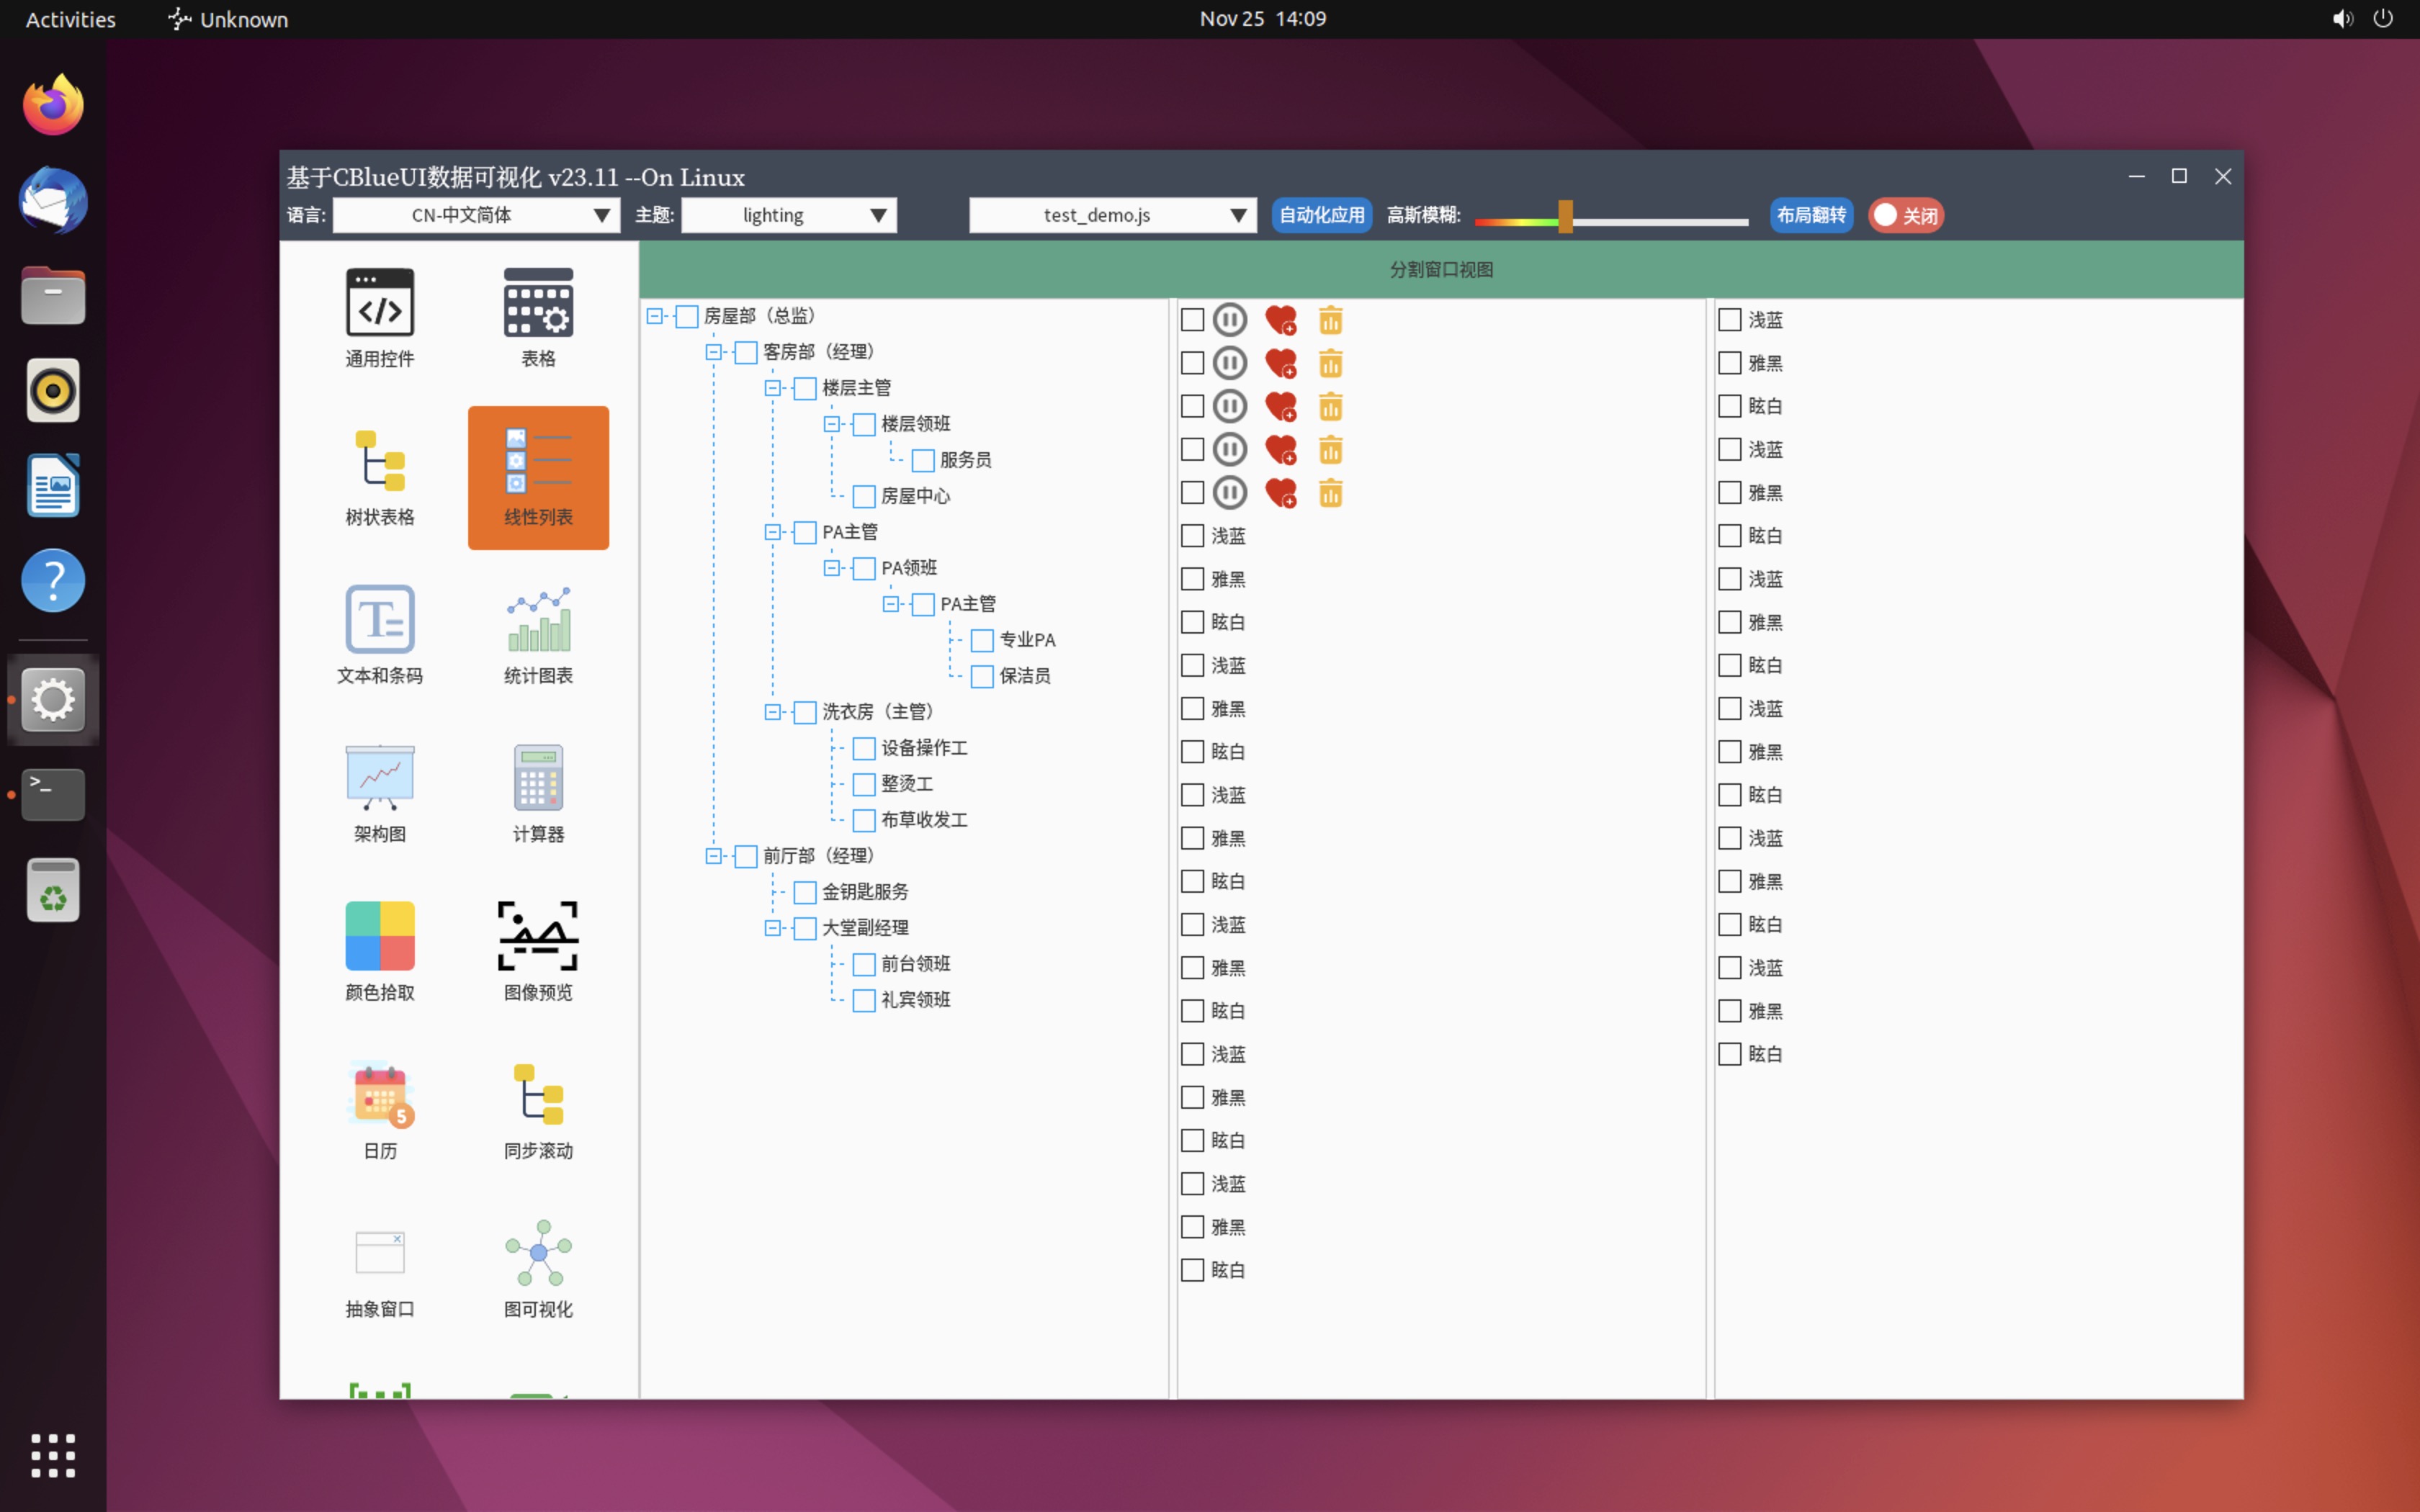 Activities Unknown Nov 25 14:09
基于CBlueUI数据可视化 v23.11 --On Linux
语言: CN-中文简体 主题: lighting test_demo.js 自动化应用 高斯模糊: 布局翻转 关闭
通用控件 表格
树状表格 线性列表
文本和条码 统计图表
架构图 计算器
颜色拾取 图像预览
日历 同步滚动
抽象窗口 图可视化
分割窗口视图
房屋部（总监）
客房部（经理）
楼层主管
楼层领班
服务员
房屋中心
PA主管
PA领班
PA主管
专业PA
保洁员
洗衣房（主管）
设备操作工
整烫工
布草收发工
前厅部（经理）
金钥匙服务
大堂副经理
前台领班
礼宾领班
浅蓝
雅黑
眩白
浅蓝
雅黑
眩白
浅蓝
雅黑
眩白
浅蓝
雅黑
眩白
浅蓝
雅黑
眩白
浅蓝
雅黑
眩白
浅蓝
雅黑
眩白
浅蓝
雅黑
眩白
浅蓝
雅黑
眩白
浅蓝
雅黑
眩白
浅蓝
雅黑
眩白
浅蓝
雅黑
眩白